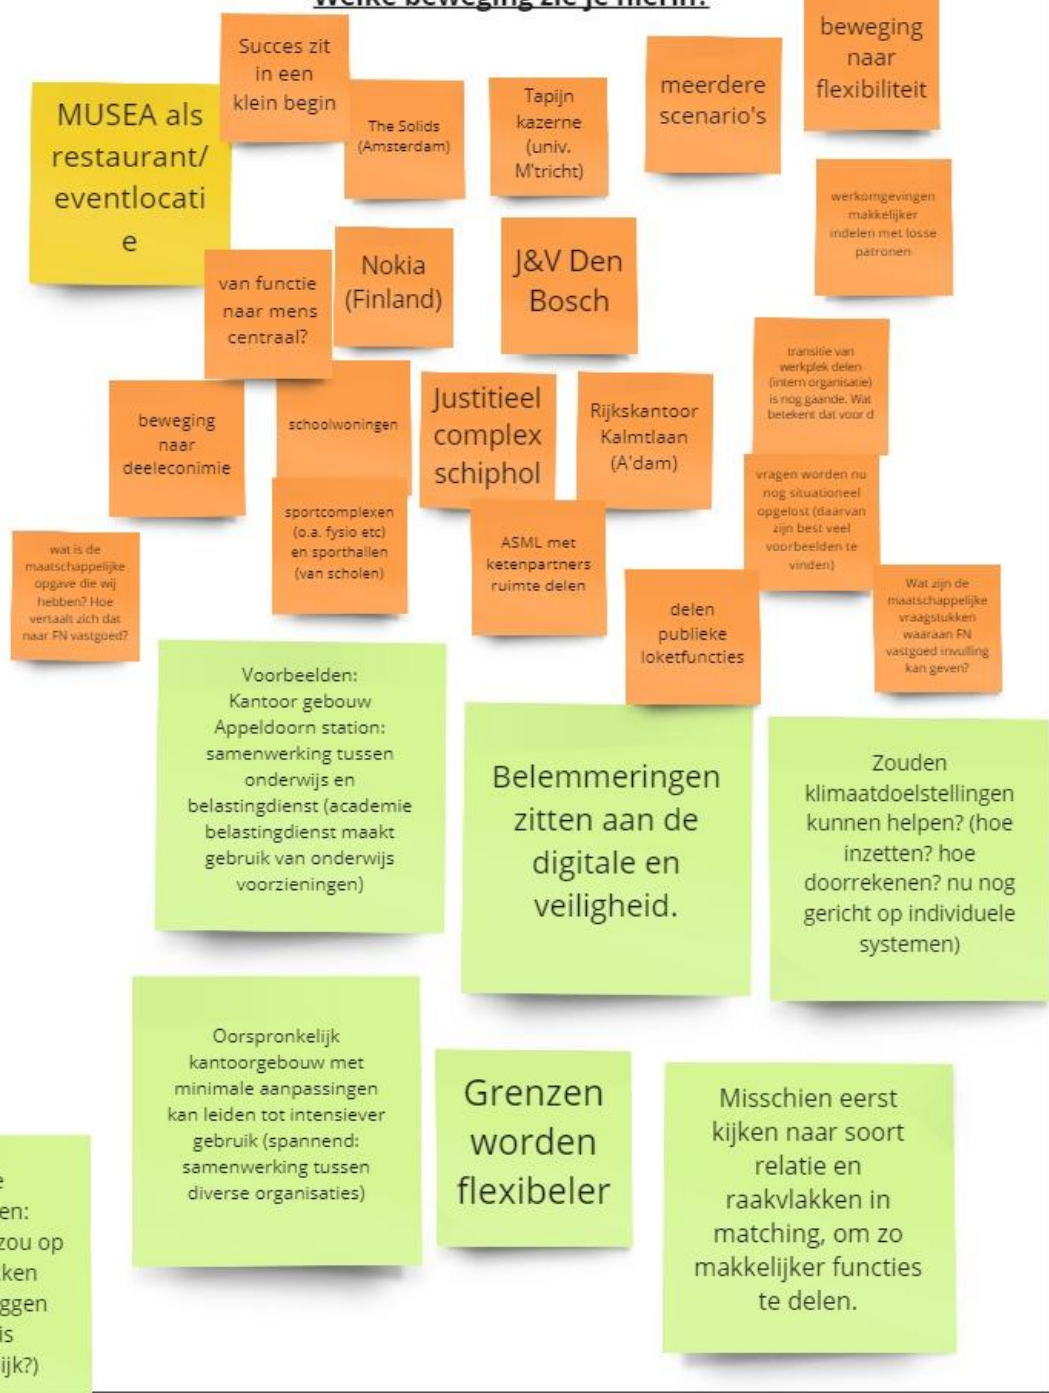 Welke beweging zie je hierin?
Succes zit
in een
klein begin
beweging
naar
flexibiliteit
MUSEA als
restaurant/
eventlocati
e
The Solids
(Amsterdam)
Tapijn
kazerne
(univ.
M'tricht)
meerdere
scenario's
werkomgevingen
makkelijker
indelen met losse
patronen
van functie
naar mens
centraal?
Nokia
(Finland)
J&V Den
Bosch
transitie van
werkplek delen
(intern organisatie)
is nog gaande. Wat
betekent dat voor d
beweging
naar
deeleconimie
schoolwoningen
Justitieel
complex
schiphol
Rijkskantoor
Kalmtlaan
(A'dam)
vragen worden nu
nog situationeel
opgelost (daarvan
zijn best veel
voorbeelden te
vinden)
wat is de
maatschappelijke
opgave die wij
hebben? Hoe
vertaalt zich dat
naar FN vastgoed?
sportcomplexen
(o.a. fysio etc)
en sporthallen
(van scholen)
ASML met
ketenpartners
ruimte delen
delen
publieke
loketfuncties
Wat zijn de
maatschappelijke
vraagstukken
waaraan FN
vastgoed invulling
kan geven?
Voorbeelden:
Kantoor gebouw
Appeldoorn station:
samenwerking tussen
onderwijs en
belastingdienst (academie
belastingdienst maakt
gebruik van onderwijs
voorzieningen)
Belemmeringen
zitten aan de
digitale en
veiligheid.
Zouden
klimaatdoelstellingen
kunnen helpen? (hoe
inzetten? hoe
doorrekenen? nu nog
gericht op individuele
systemen)
Oorspronkelijk
kantoorgebouw met
minimale aanpassingen
kan leiden tot intensiever
gebruik (spannend:
samenwerking tussen
diverse organisaties)
Grenzen
worden
flexibeler
Misschien eerst
kijken naar soort
relatie en
raakvlakken in
matching, om zo
makkelijker functies
te delen.
e
en:
zou op
ken
ggen
is
ijk?)